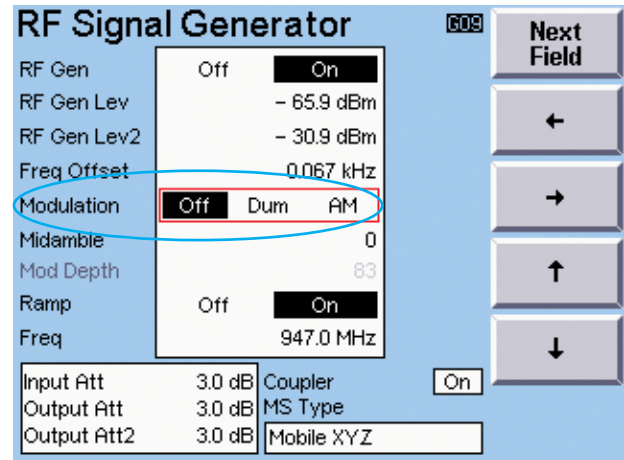 RF Signal Generator G09
RF Gen Off On
RF Gen Lev – 65.9 dBm
RF Gen Lev2 – 30.9 dBm
Freq Offset 0.067 kHz
Modulation Off Dum AM
Midamble 0
Mod Depth 83
Ramp Off On
Freq 947.0 MHz
Input Att 3.0 dB
Output Att 3.0 dB
Output Att2 3.0 dB
Coupler On
MS Type
Mobile XYZ
Next
Field
←
→
↑
↓